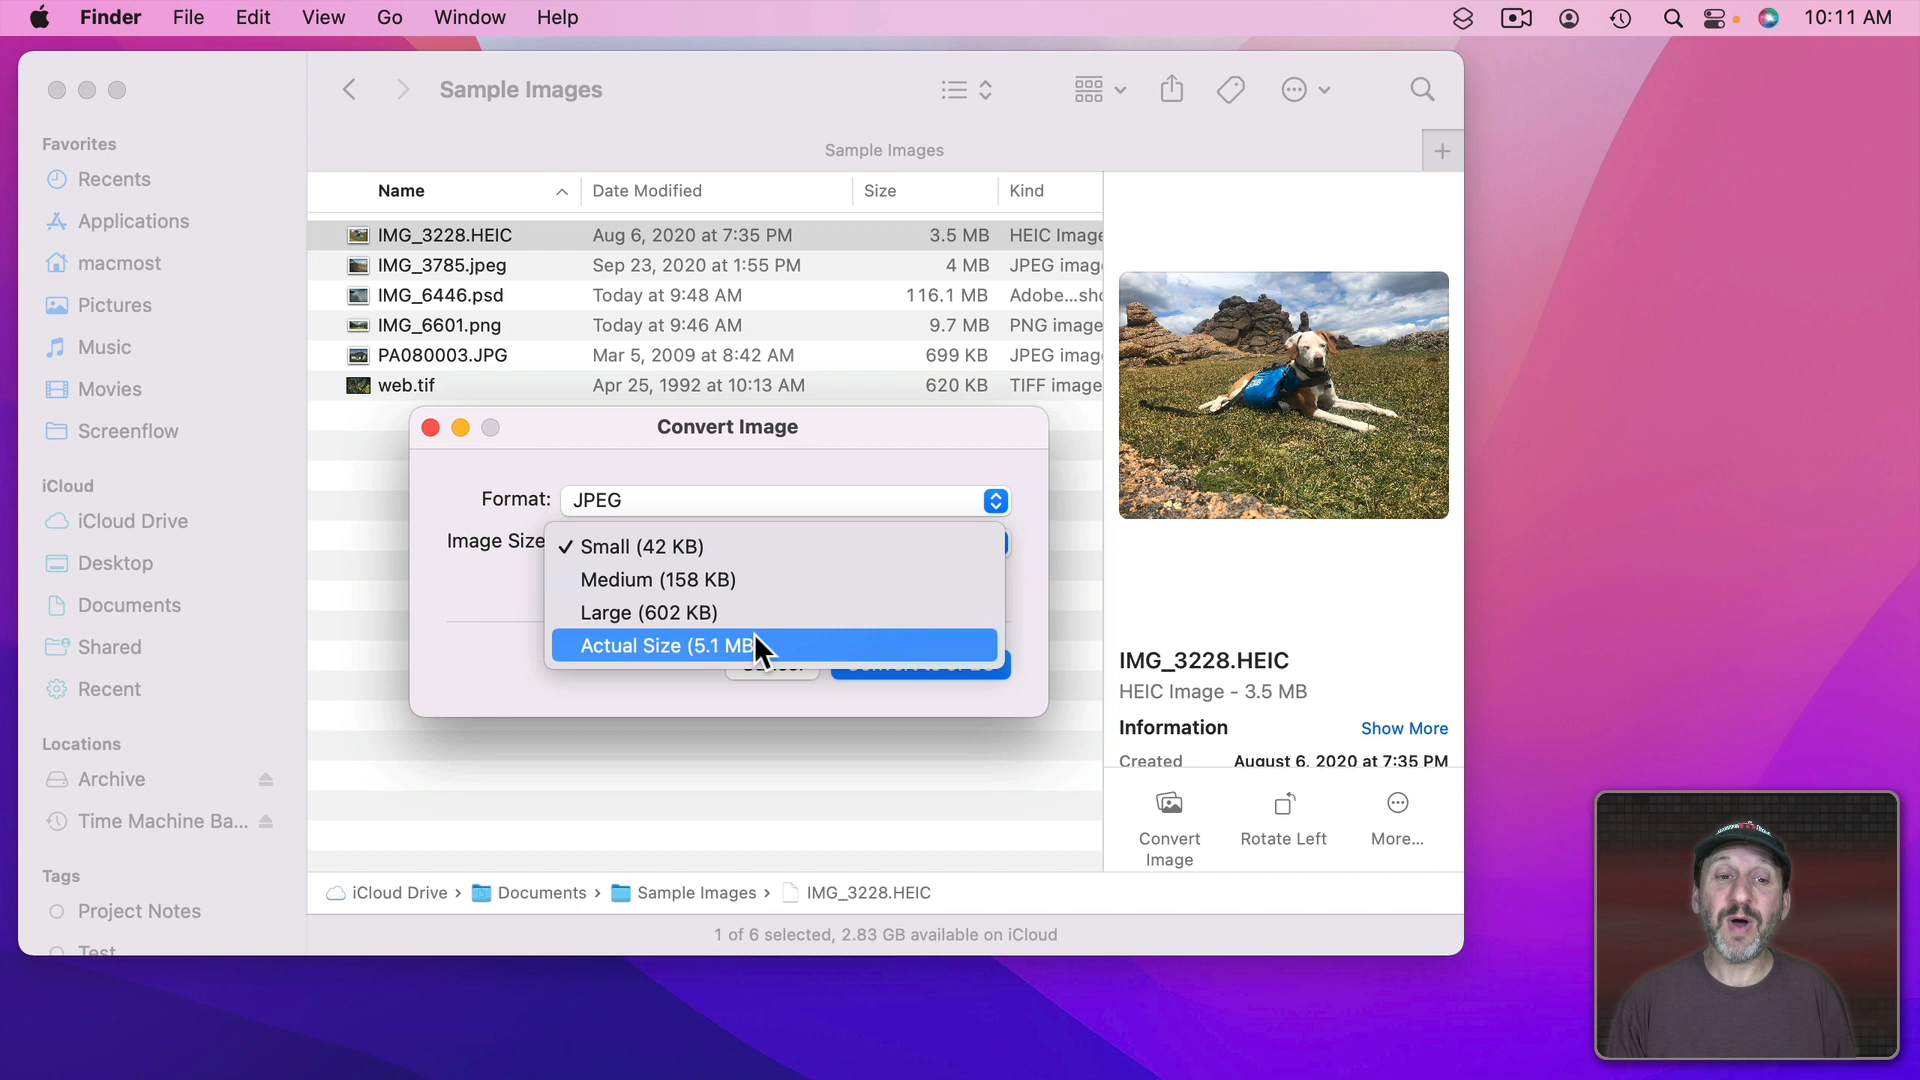 Finder File Edit View Go Window Help 10:11 AM
Sample Images
Sample Images
Favorites
Recents
Applications
macmost
Pictures
Music
Movies
Screenflow
iCloud
iCloud Drive
Desktop
Documents
Shared
Recent
Locations
Archive
Time Machine Ba...
Tags
Project Notes
Test
Name Date Modified Size Kind
IMG_3228.HEIC Aug 6, 2020 at 7:35 PM 3.5 MB HEIC Image
IMG_3785.jpeg Sep 23, 2020 at 1:55 PM 4 MB JPEG imag
IMG_6446.psd Today at 9:48 AM 116.1 MB Adobe...sho
IMG_6601.png Today at 9:46 AM 9.7 MB PNG image
PA080003.JPG Mar 5, 2009 at 8:42 AM 699 KB JPEG imag
web.tif Apr 25, 1992 at 10:13 AM 620 KB TIFF image
Convert Image
Format: JPEG
Image Size
✓ Small (42 KB)
Medium (158 KB)
Large (602 KB)
Actual Size (5.1 MB
IMG_3228.HEIC
HEIC Image - 3.5 MB
Information Show More
Created August 6, 2020 at 7:35 PM
Convert Image
Rotate Left
More...
iCloud Drive › Documents › Sample Images › IMG_3228.HEIC
1 of 6 selected, 2.83 GB available on iCloud